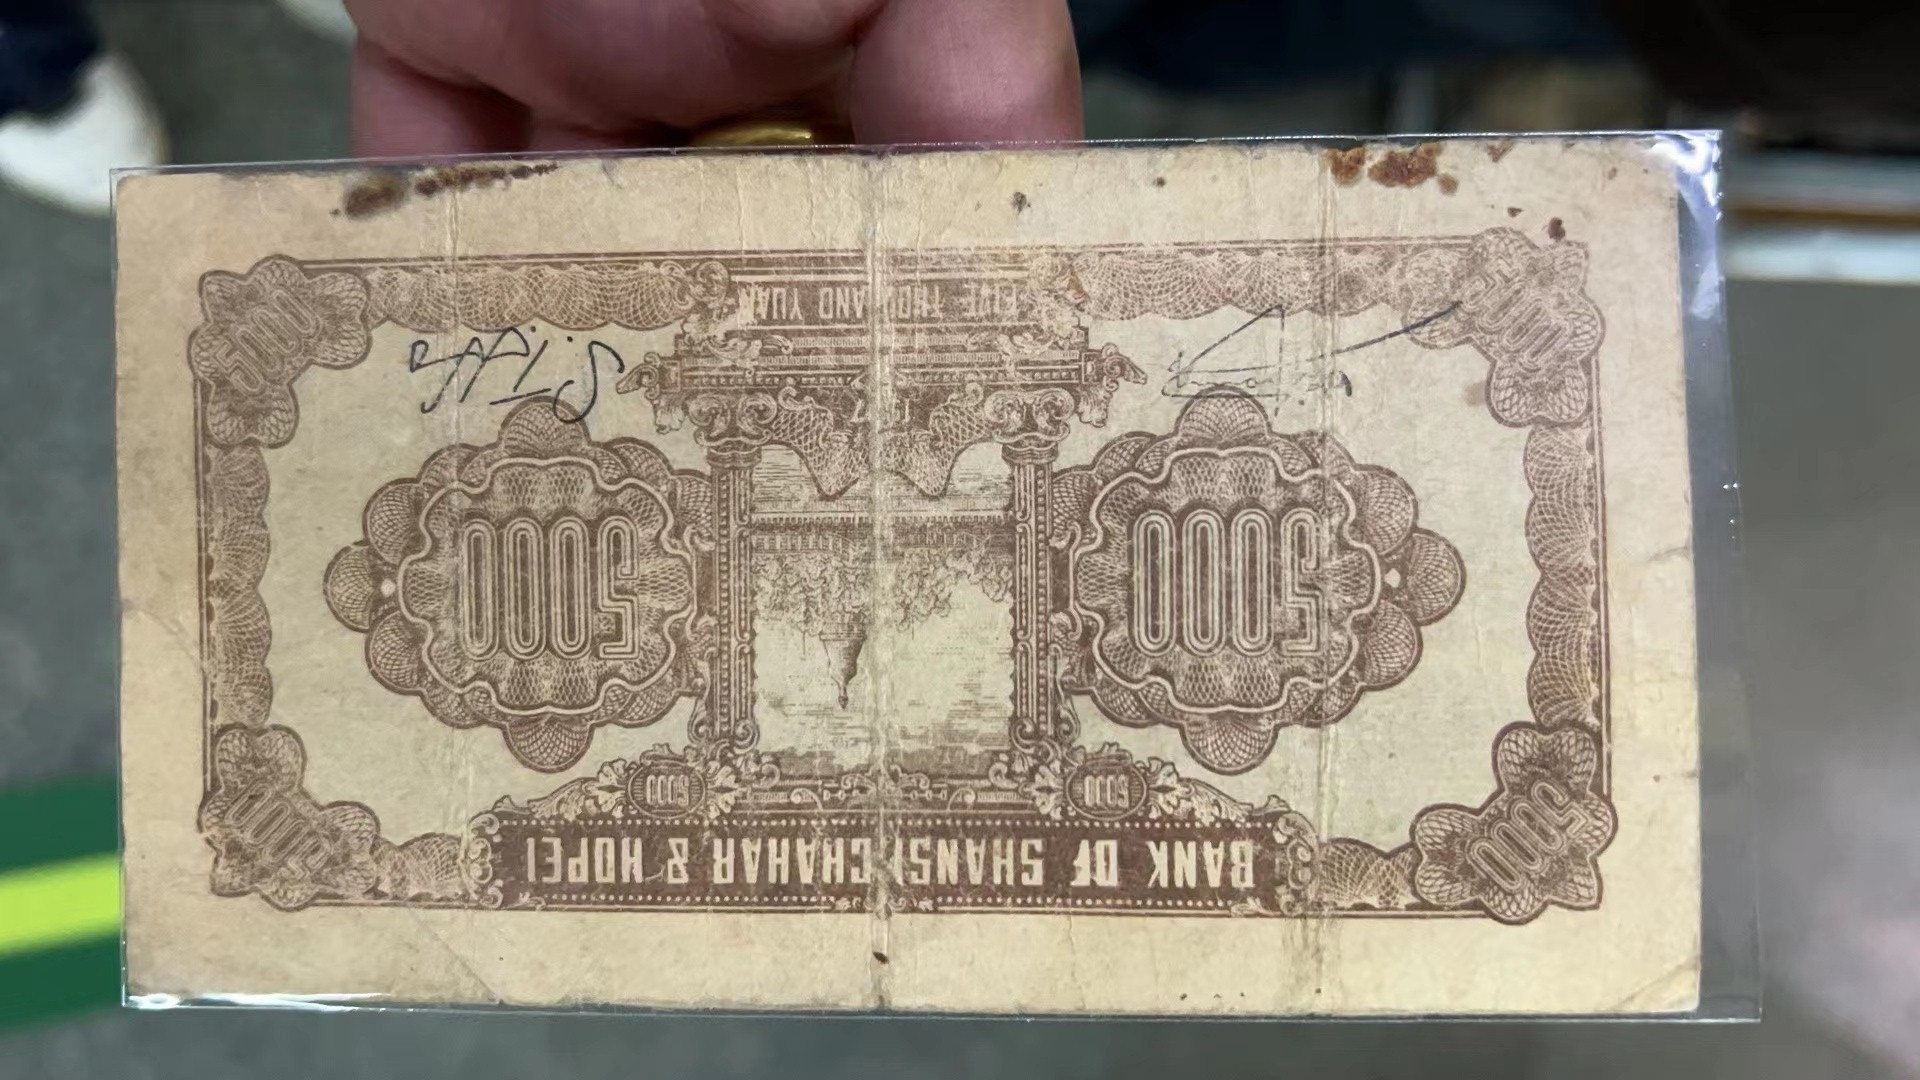 5000 BANK OF SHANSI CHAHAR & HOPEI 5000
5000 5000
5000 5000
5000 FIVE THOUSAND YUAN 5000